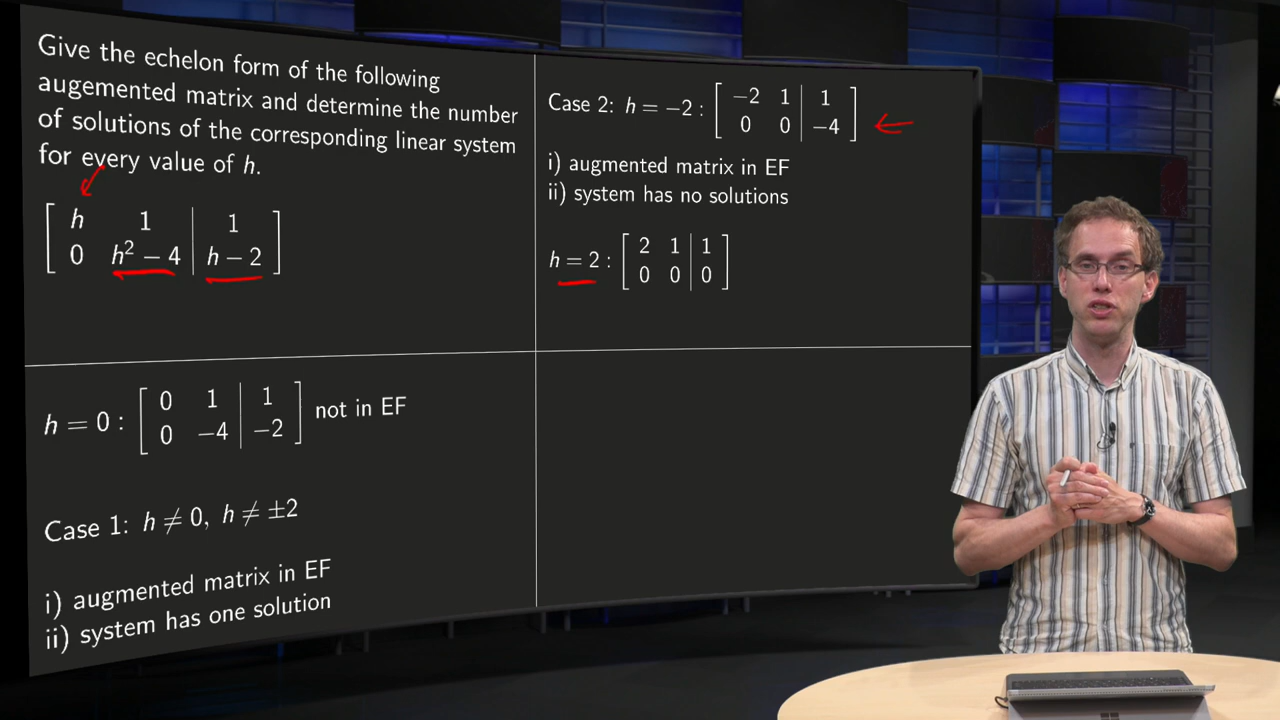 Give the echelon form of the following
augemented matrix and determine the number
of solutions of the corresponding linear system
for every value of h.
[ h 1 | 1 ]
[ 0 h² − 4 | h − 2 ]
h = 0 : [ 0 1 | 1 ] not in EF
[ 0 −4 | −2 ]
Case 1: h ≠ 0, h ≠ ±2
i) augmented matrix in EF
ii) system has one solution
Case 2: h = −2 : [ −2 1 | 1 ]
[ 0 0 | −4 ]
i) augmented matrix in EF
ii) system has no solutions
h = 2 : [ 2 1 | 1 ]
[ 0 0 | 0 ]